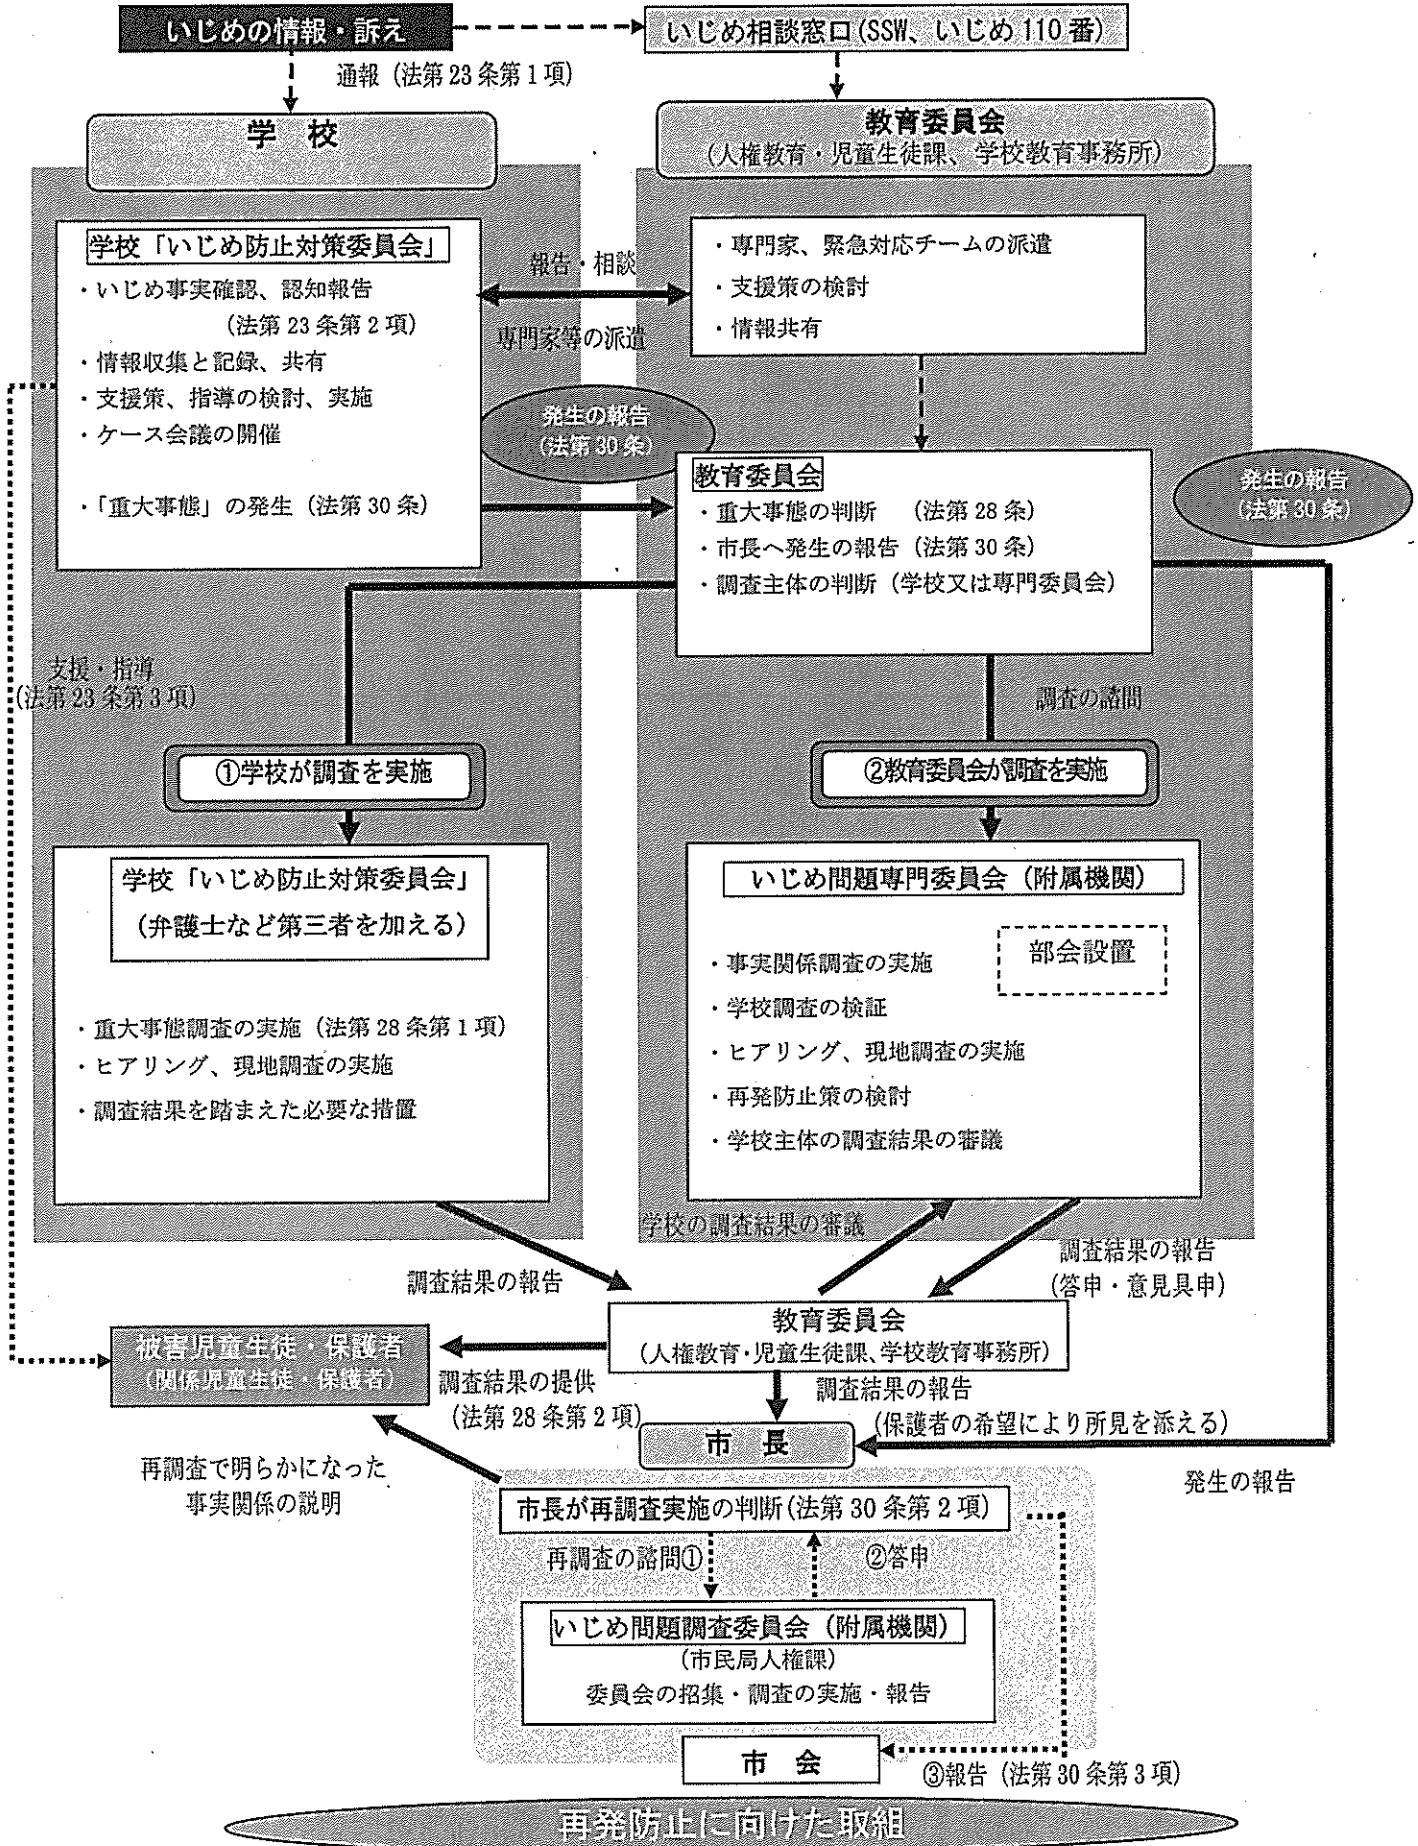 いじめの情報・訴え
いじめ相談窓口(SSW、いじめ110番)
通報（法第23条第1項）
学　校
教育委員会
(人権教育・児童生徒課、学校教育事務所)
学校「いじめ防止対策委員会」
・いじめ事実確認、認知報告
（法第23条第2項）
・情報収集と記録、共有
・支援策、指導の検討、実施
・ケース会議の開催
・「重大事態」の発生（法第30条）
報告・相談
専門家等の派遣
・専門家、緊急対応チームの派遣
・支援策の検討
・情報共有
発生の報告
(法第30条)
教育委員会
・重大事態の判断　（法第28条）
・市長へ発生の報告（法第30条）
・調査主体の判断（学校又は専門委員会）
発生の報告
(法第30条)
支援・指導
(法第23条第3項)
調査の諮問
①学校が調査を実施
②教育委員会が調査を実施
学校「いじめ防止対策委員会」
（弁護士など第三者を加える）
・重大事態調査の実施（法第28条第1項）
・ヒアリング、現地調査の実施
・調査結果を踏まえた必要な措置
いじめ問題専門委員会（附属機関）
部会設置
・事実関係調査の実施
・学校調査の検証
・ヒアリング、現地調査の実施
・再発防止策の検討
・学校主体の調査結果の審議
学校の調査結果の審議
調査結果の報告
調査結果の報告
(答申・意見具申)
教育委員会
(人権教育・児童生徒課、学校教育事務所)
被害児童生徒・保護者
(関係児童生徒・保護者)
調査結果の提供
（法第28条第2項）
調査結果の報告
(保護者の希望により所見を添える)
市　長
発生の報告
再調査で明らかになった
事実関係の説明
市長が再調査実施の判断(法第30条第2項)
再調査の諮問①
②答申
いじめ問題調査委員会（附属機関）
(市民局人権課)
委員会の招集・調査の実施・報告
市　会
③報告（法第30条第3項）
再発防止に向けた取組